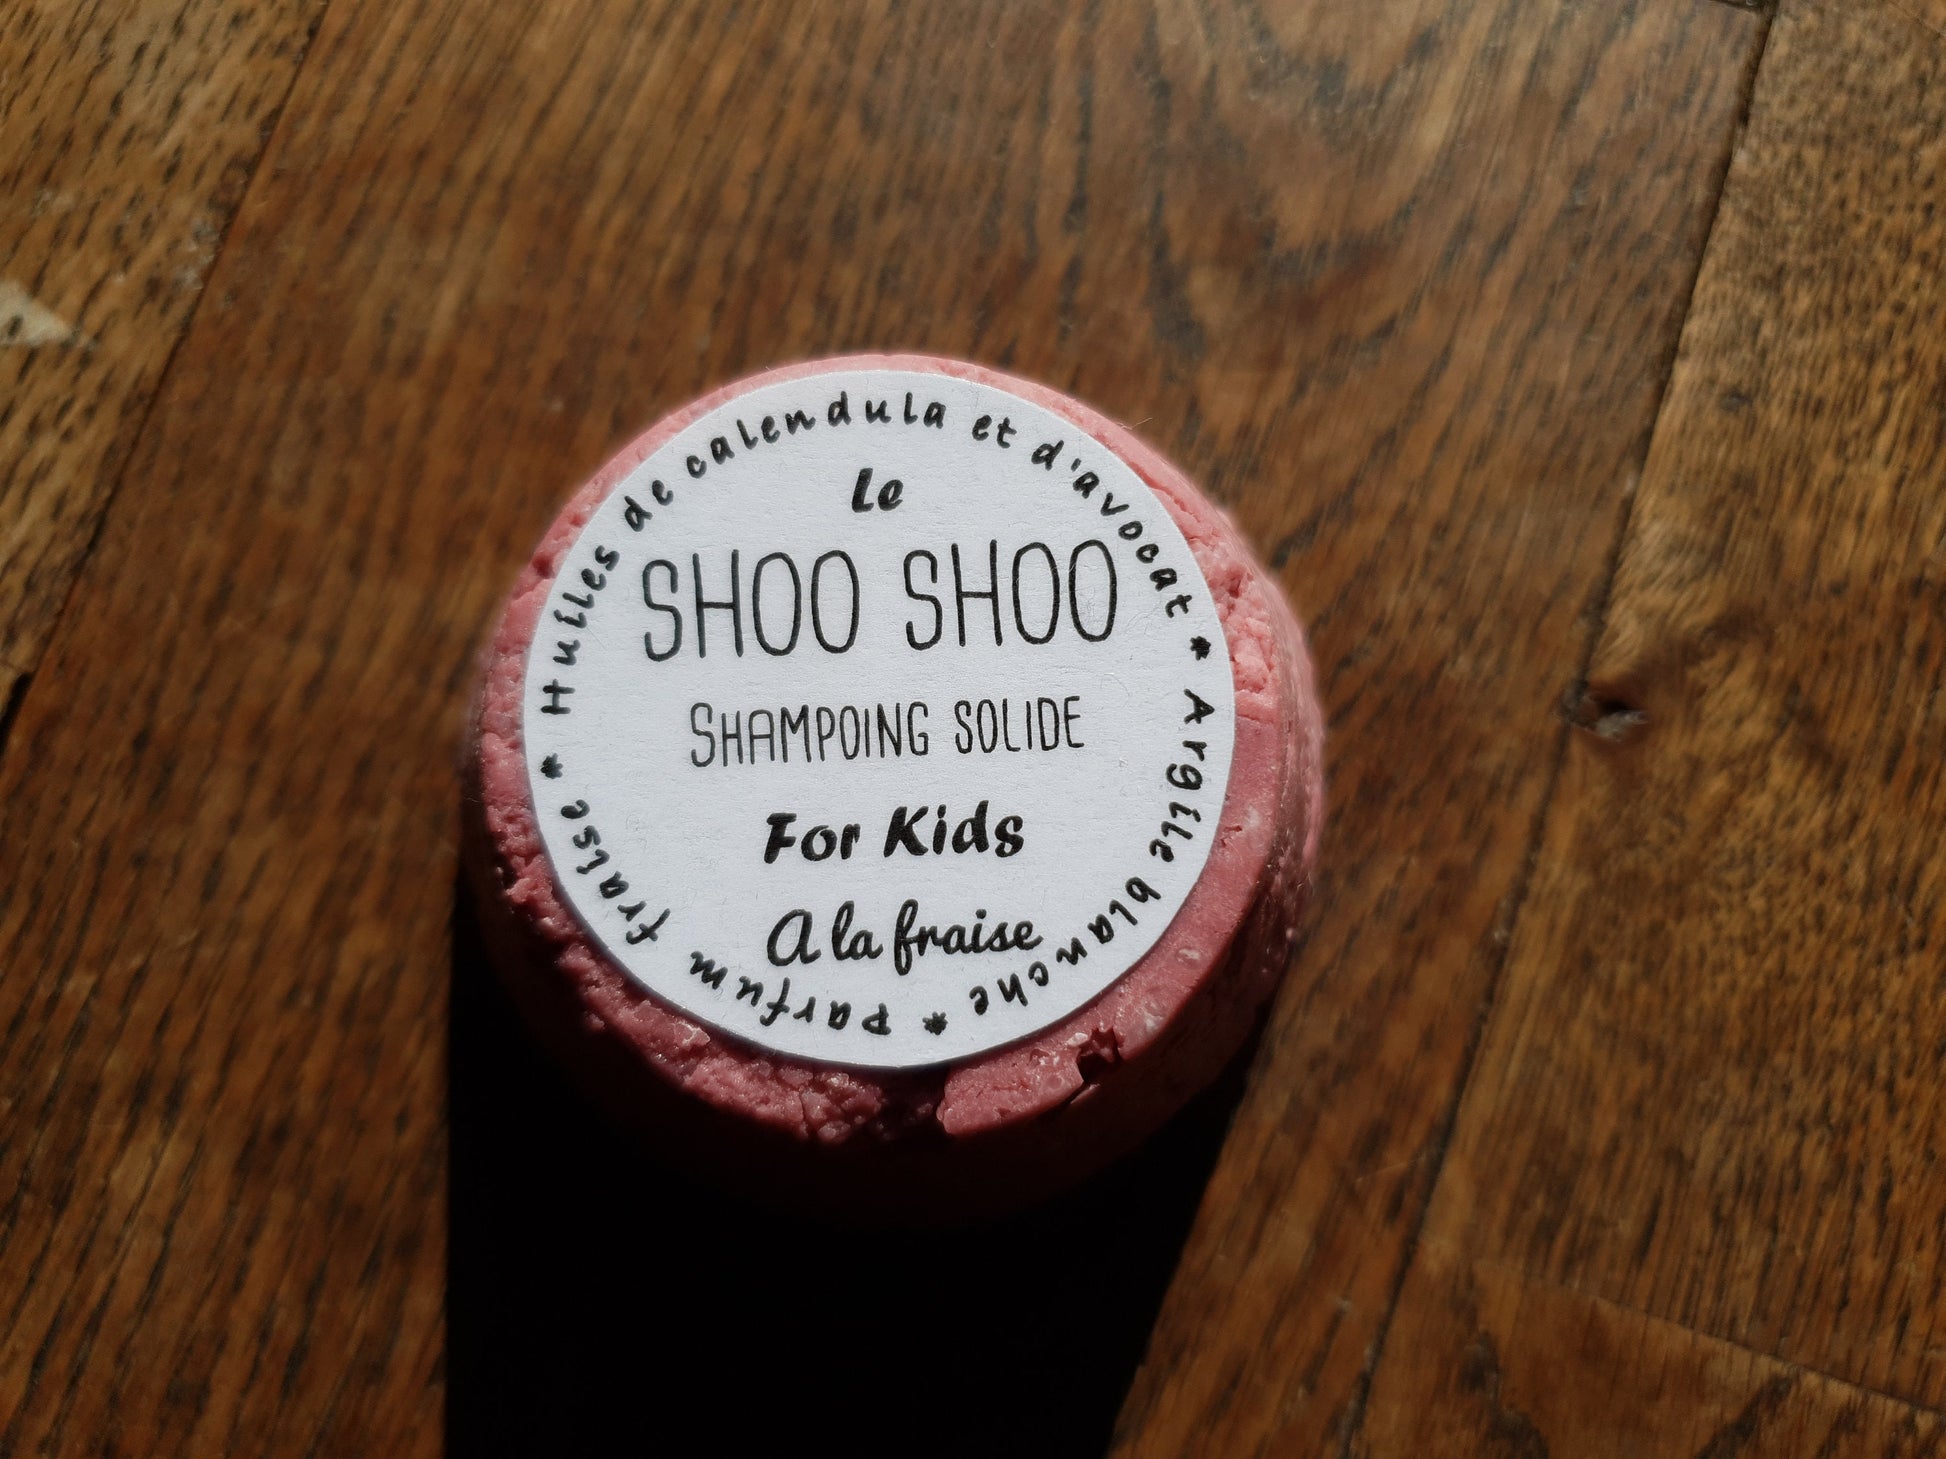 Le
SHOO SHOO
SHAMPOING SOLIDE
For Kids
A la fraise
* Huiles de calendula et d'avocat * Argile blanche * Parfum fraise